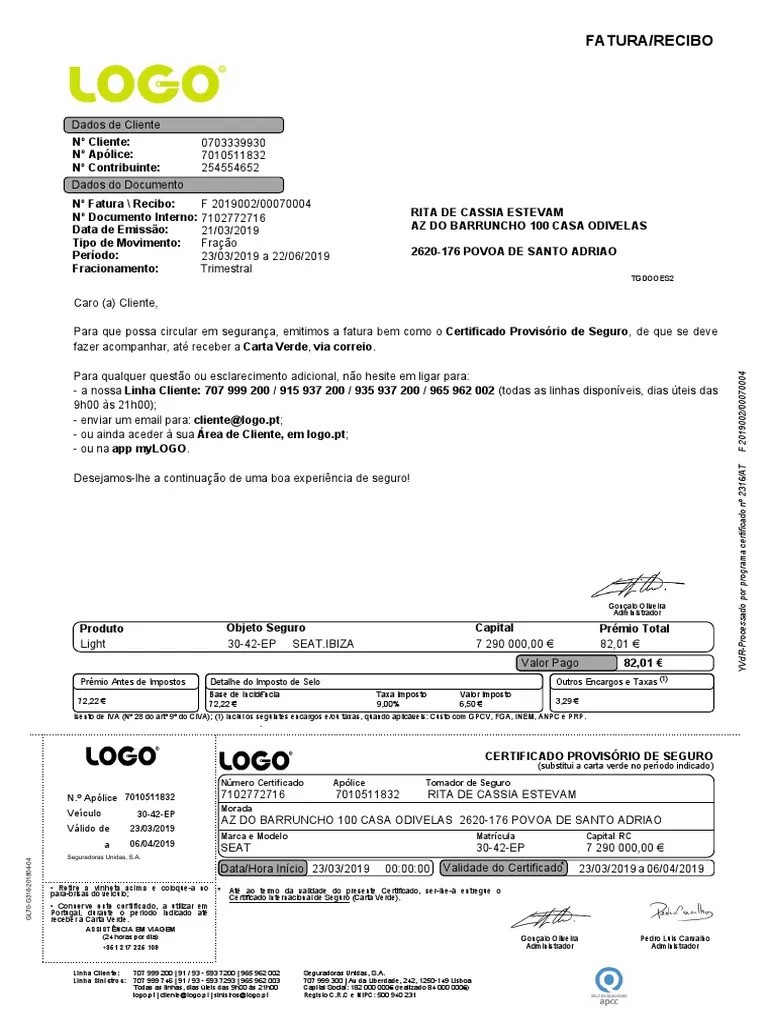 FATURA/RECIBO
LOGO©
Dados de Cliente
N° Cliente: 0703339930
N° Apólice: 7010511832
N° Contribuinte: 254554652
Dados do Documento
N° Fatura \ Recibo: F 2019002/00070004
N° Documento Interno: 7102772716
Data de Emissão: 21/03/2019
Tipo de Movimento: Fração
Período: 23/03/2019 a 22/06/2019
Fracionamento: Trimestral
RITA DE CASSIA ESTEVAM
AZ DO BARRUNCHO 100 CASA ODIVELAS
2620-176 POVOA DE SANTO ADRIAO
TGDOOES2
Caro (a) Cliente,
Para que possa circular em segurança, emitimos a fatura bem como o Certificado Provisório de Seguro, de que se deve
fazer acompanhar, até receber a Carta Verde, via correio.
Para qualquer questão ou esclarecimento adicional, não hesite em ligar para:
- a nossa Linha Cliente: 707 999 200 / 915 937 200 / 935 937 200 / 965 962 002 (todas as linhas disponíveis, dias úteis das
9h00 às 21h00);
- enviar um email para: cliente@logo.pt;
- ou ainda aceder à sua Área de Cliente, em logo.pt;
- ou na app myLOGO.
Desejamos-lhe a continuação de uma boa experiência de seguro!
YVdR-Processado por programa certificado nº 2316/AT F 2019002/00070004
Gonçalo Oliveira
Administrador
Produto Objeto Seguro Capital Prémio Total
Light 30-42-EP SEAT.IBIZA 7 290 000,00 € 82,01 €
Valor Pago 82,01 €
Prémio Antes de Impostos Detalhe do Imposto de Selo Outros Encargos e Taxas (1)
Base de Incidência Taxa Imposto Valor Imposto
72,22 € 72,22 € 9,00% 6,50 € 3,29 €
Isento de IVA (Nº 28 do artº 9º do CIVA); (1) Inclui os seguintes encargos e/ou taxas, quando aplicáveis: Custo com GPCV, FGA, INEM, ANPC e PRP.
LOGO©
N.º Apólice 7010511832
Veículo 30-42-EP
Válido de 23/03/2019
a 06/04/2019
Seguradoras Unidas, S.A.
- Retire a vinheta acima e coloque-a no
para-brisas do veículo;
- Conserve este certificado, a utilizar em
Portugal, durante o período indicado até
receber a Carta Verde.
ASSISTÊNCIA EM VIAGEM
(24 horas por dia)
+351 217 225 109
LOGO©
CERTIFICADO PROVISÓRIO DE SEGURO
(substitui a carta verde no período indicado)
Número Certificado Apólice Tomador de Seguro
7102772716 7010511832 RITA DE CASSIA ESTEVAM
Morada
AZ DO BARRUNCHO 100 CASA ODIVELAS 2620-176 POVOA DE SANTO ADRIAO
Marca e Modelo Matrícula Capital RC
SEAT 30-42-EP 7 290 000,00 €
Data/Hora Início 23/03/2019 00:00:00 Validade do Certificado* 23/03/2019 a 06/04/2019
* Até ao termo da validade do presente Certificado, ser-lhe-á entregue o
Certificado Internacional de Seguro (Carta Verde).
Gonçalo Oliveira
Administrador
Pedro Luís Carvalho
Administrador
Linha Cliente: 707 999 200 | 91 / 93 - 593 7200 | 965 962 002
Linha Sinistros: 707 999 746 | 91 / 93 - 593 7293 | 965 962 003
Todas as linhas, dias úteis das 9h00 às 21h00
logo.pt | cliente@logo.pt | sinistros@logo.pt
Seguradoras Unidas, S.A.
707 999 300 | Av da Liberdade, 242, 1250-149 Lisboa
Capital Social: 182 000 000€ (realizado 84 000 000€)
Registo C.R.C e NIPC: 500 940 231
apcc